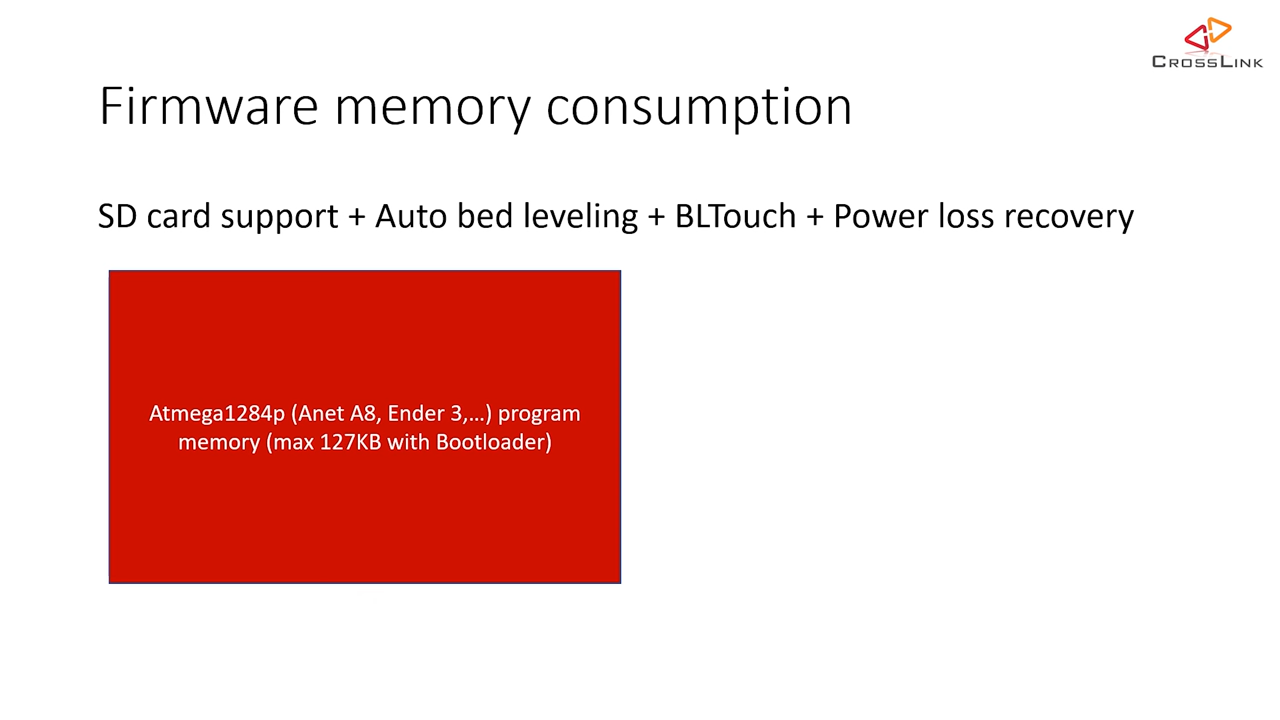 CROSSLINK
Firmware memory consumption
SD card support + Auto bed leveling + BLTouch + Power loss recovery
Atmega1284p (Anet A8, Ender 3,...) program
memory (max 127KB with Bootloader)